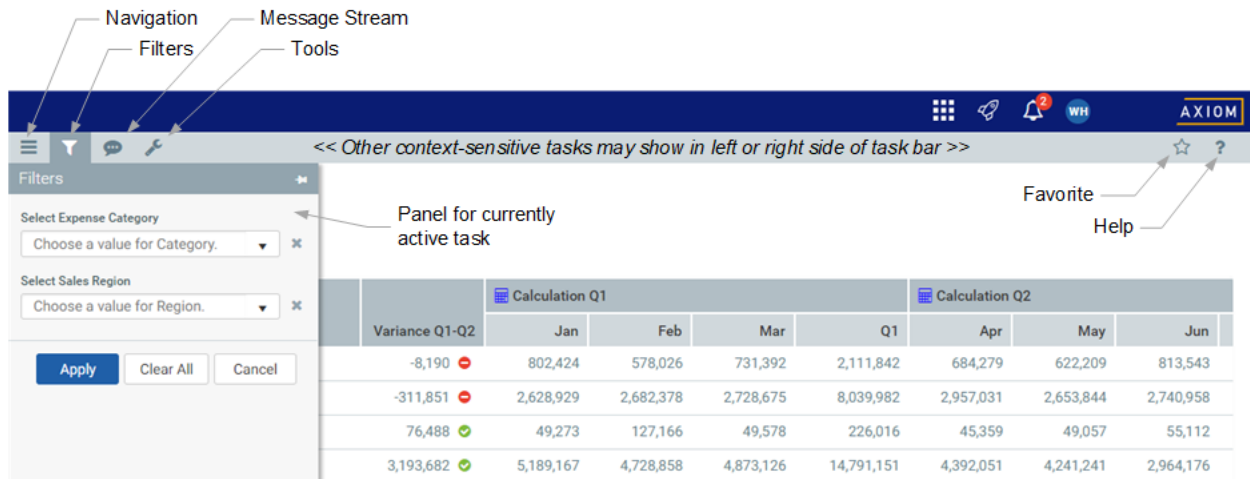 Navigation
Message Stream
Filters
Tools
2
WH
AXIOM
<< Other context-sensitive tasks may show in left or right side of task bar >>
?
Filters
Favorite
Select Expense Category
Panel for currently
active task
Help
Choose a value for Category.
Select Sales Region
Choose a value for Region.
Calculation Q1
Calculation Q2
Variance Q1-Q2 Jan Feb Mar Q1 Apr May Jun
Apply Clear All Cancel
-8,190 802,424 578,026 731,392 2,111,842 684,279 622,209 813,543
-311,851 2,628,929 2,682,378 2,728,675 8,039,982 2,957,031 2,653,844 2,740,958
76,488 49,273 127,166 49,578 226,016 45,359 49,057 55,112
3,193,682 5,189,167 4,728,858 4,873,126 14,791,151 4,392,051 4,241,241 2,964,176